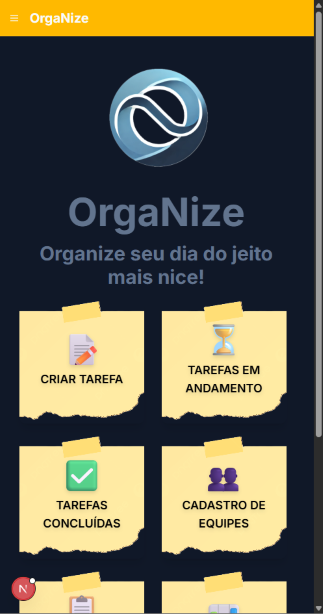 OrgaNize
OrgaNize
Organize seu dia do jeito
mais nice!
CRIAR TAREFA
TAREFAS EM
ANDAMENTO
TAREFAS
CONCLUÍDAS
CADASTRO DE
EQUIPES
N